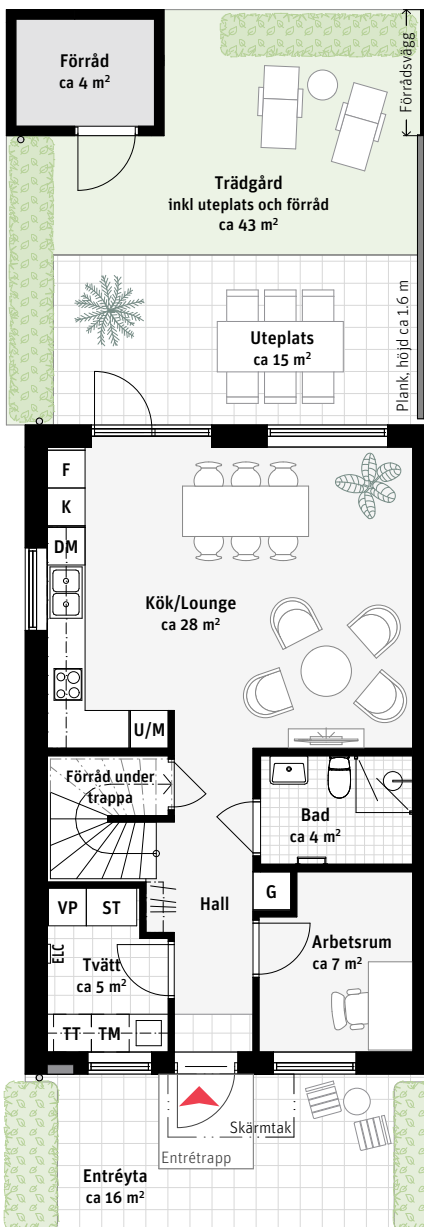 Förråd
ca 4 m²
Förrådsvägg
Trädgård
inkl uteplats och förråd
ca 43 m²
Plank, höjd ca 1.6 m
Uteplats
ca 15 m²
F
K
DM
Kök/Lounge
ca 28 m²
U/M
Förråd under
trappa
Bad
ca 4 m²
VP
ST
Hall
G
ELC
Tvätt
ca 5 m²
Arbetsrum
ca 7 m²
TT
TM
Skärmtak
Entrétrapp
Entréyta
ca 16 m²